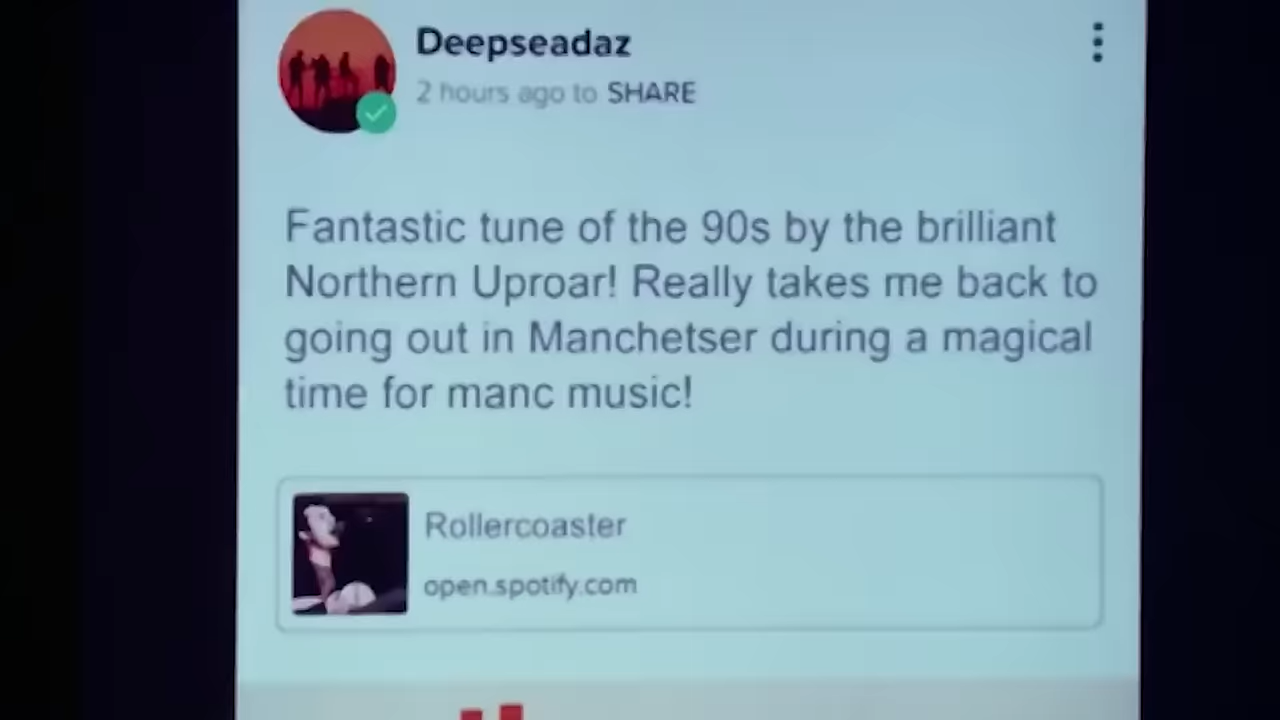 Deepseadaz
2 hours ago to SHARE
Fantastic tune of the 90s by the brilliant
Northern Uproar! Really takes me back to
going out in Manchetser during a magical
time for manc music!
Rollercoaster
open.spotify.com